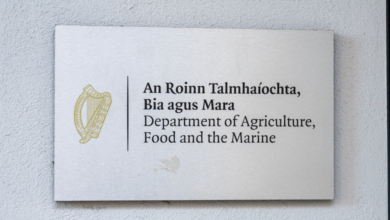 An Roinn Talmhaíochta,
Bia agus Mara
Department of Agriculture,
Food and the Marine